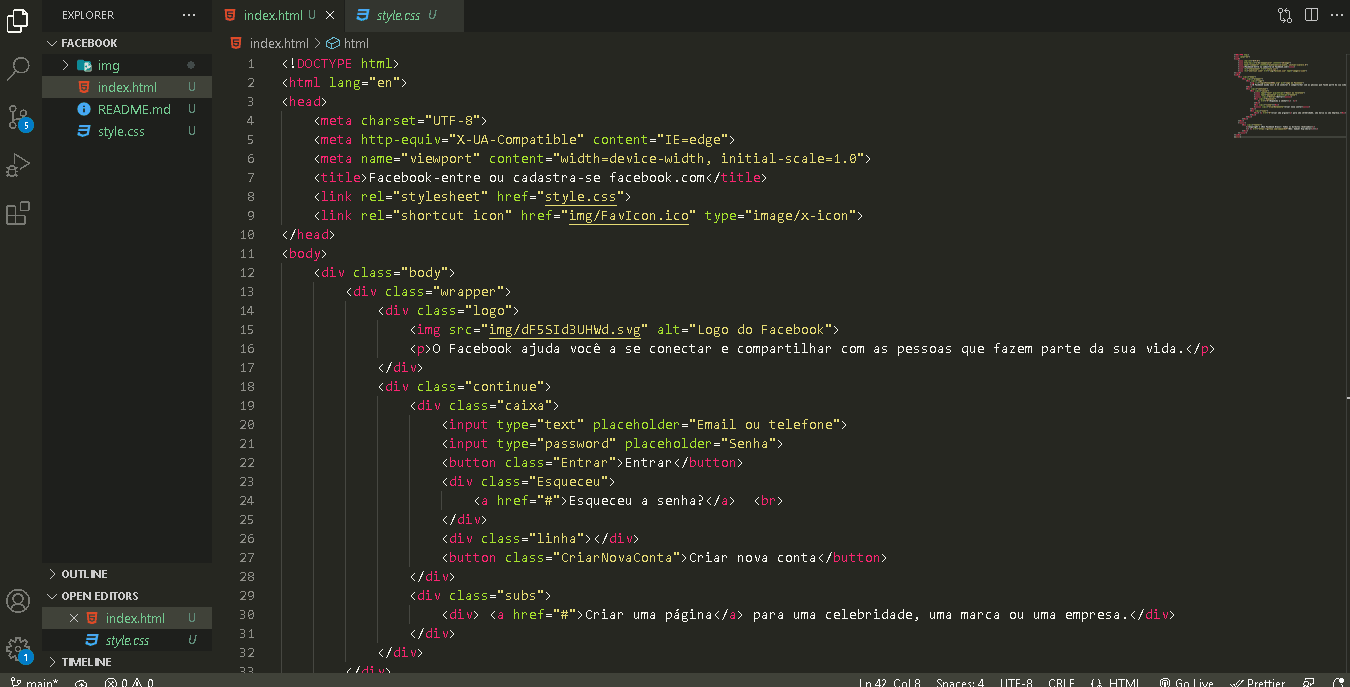 EXPLORER ...
FACEBOOK
img
index.html U
README.md U
style.css U
OUTLINE
OPEN EDITORS
index.html U
style.css U
TIMELINE
5
1
index.html U
style.css U
...
index.html > html
1 <!DOCTYPE html>
2 <html lang="en">
3 <head>
4 <meta charset="UTF-8">
5 <meta http-equiv="X-UA-Compatible" content="IE=edge">
6 <meta name="viewport" content="width=device-width, initial-scale=1.0">
7 <title>Facebook-entre ou cadastra-se facebook.com</title>
8 <link rel="stylesheet" href="style.css">
9 <link rel="shortcut icon" href="img/FavIcon.ico" type="image/x-icon">
10 </head>
11 <body>
12 <div class="body">
13 <div class="wrapper">
14 <div class="logo">
15 <img src="img/dF5SId3UHWd.svg" alt="Logo do Facebook">
16 <p>O Facebook ajuda você a se conectar e compartilhar com as pessoas que fazem parte da sua vida.</p>
17 </div>
18 <div class="continue">
19 <div class="caixa">
20 <input type="text" placeholder="Email ou telefone">
21 <input type="password" placeholder="Senha">
22 <button class="Entrar">Entrar</button>
23 <div class="Esqueceu">
24 <a href="#">Esqueceu a senha?</a> <br>
25 </div>
26 <div class="linha"></div>
27 <button class="CriarNovaConta">Criar nova conta</button>
28 </div>
29 <div class="subs">
30 <div> <a href="#">Criar uma página</a> para uma celebridade, uma marca ou uma empresa.</div>
31 </div>
32 </div>
33 </div>
main* 0 0 Ln 42, Col 8 Spaces: 4 UTF-8 CRLF HTML Go Live Prettier